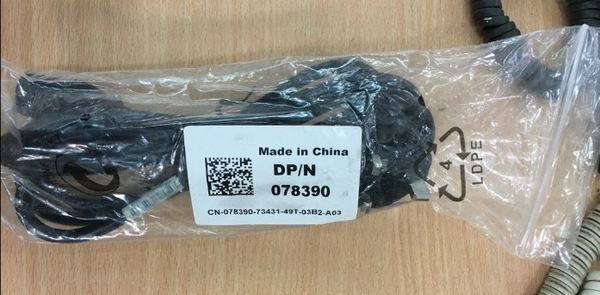 Made in China
DP/N
078390
CN-078390-73431-49T-03B2-A03
4
LDPE